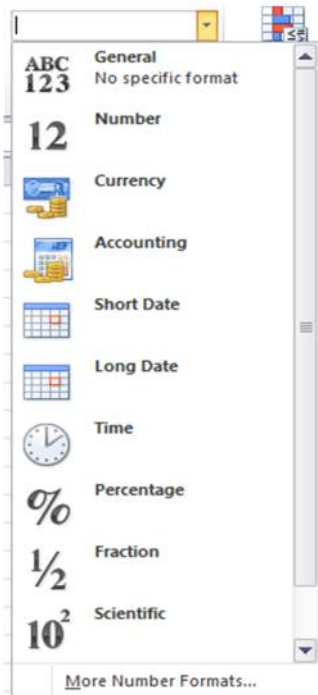 ABC
123
General
No specific format
12
Number
Currency
Accounting
Short Date
Long Date
Time
%
Percentage
½
Fraction
10²
Scientific
More Number Formats...